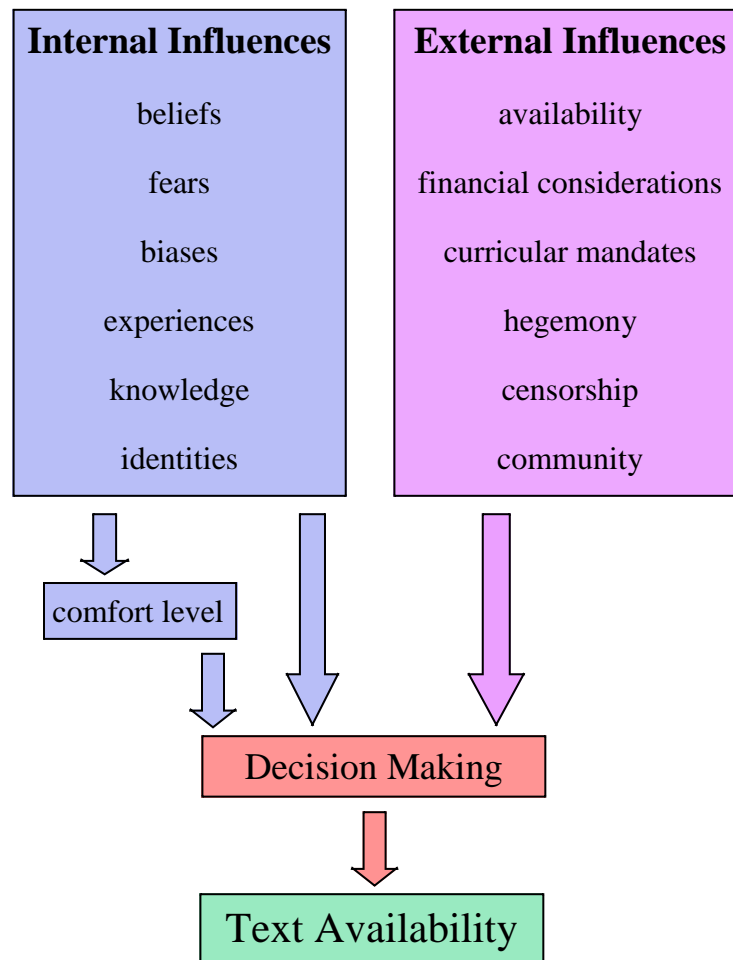 Internal Influences
beliefs
fears
biases
experiences
knowledge
identities
External Influences
availability
financial considerations
curricular mandates
hegemony
censorship
community
comfort level
Decision Making
Text Availability